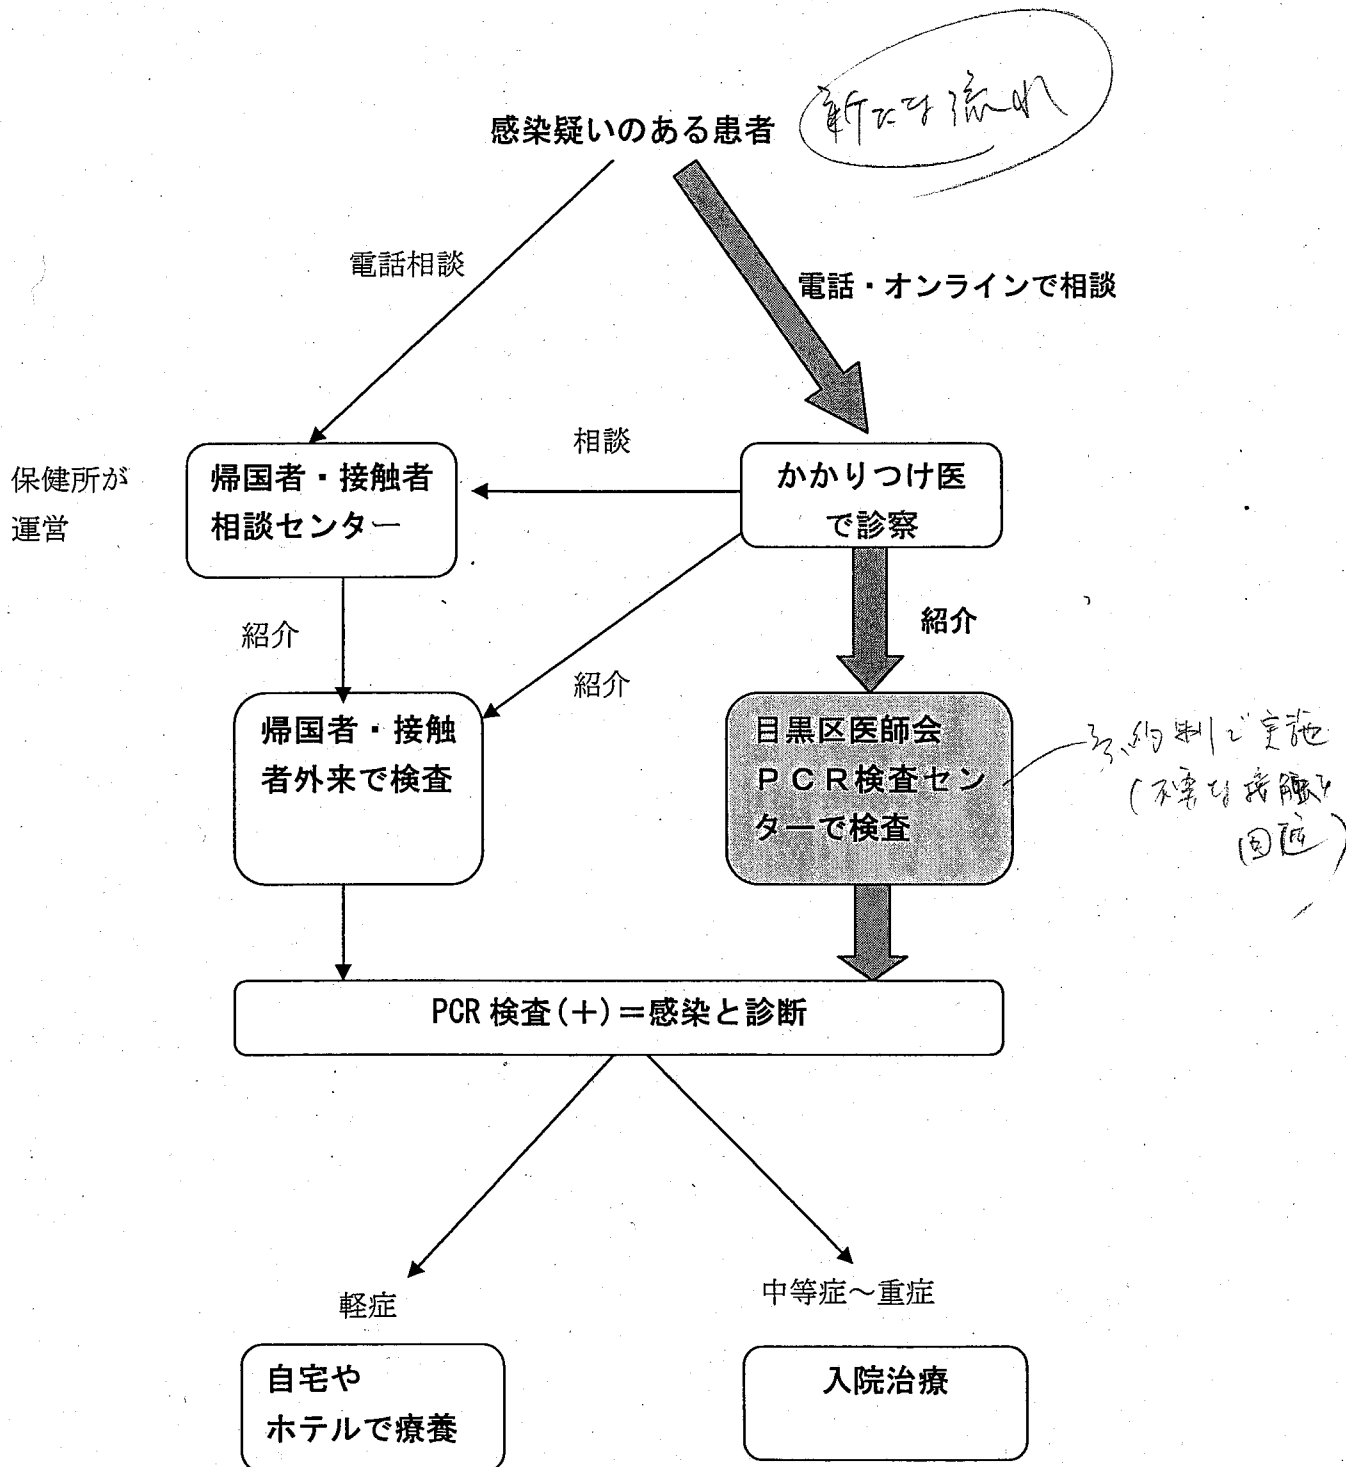 新たな流れ
感染疑いのある患者
電話相談
電話・オンラインで相談
保健所が
運営
帰国者・接触者
相談センター
相談
かかりつけ医
で診察
紹介
紹介
紹介
帰国者・接触
者外来で検査
目黒区医師会
ＰＣＲ検査セン
ターで検査
予約制で実施
(不要な接触を
回避)
PCR検査(＋)＝感染と診断
軽症
中等症～重症
自宅や
ホテルで療養
入院治療